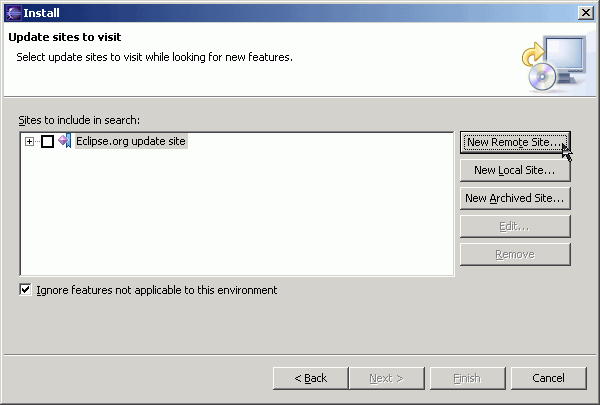 Install
Update sites to visit
Select update sites to visit while looking for new features.
Sites to include in search:
Eclipse.org update site
New Remote Site...
New Local Site...
New Archived Site...
Edit...
Remove
Ignore features not applicable to this environment
< Back
Next >
Finish
Cancel